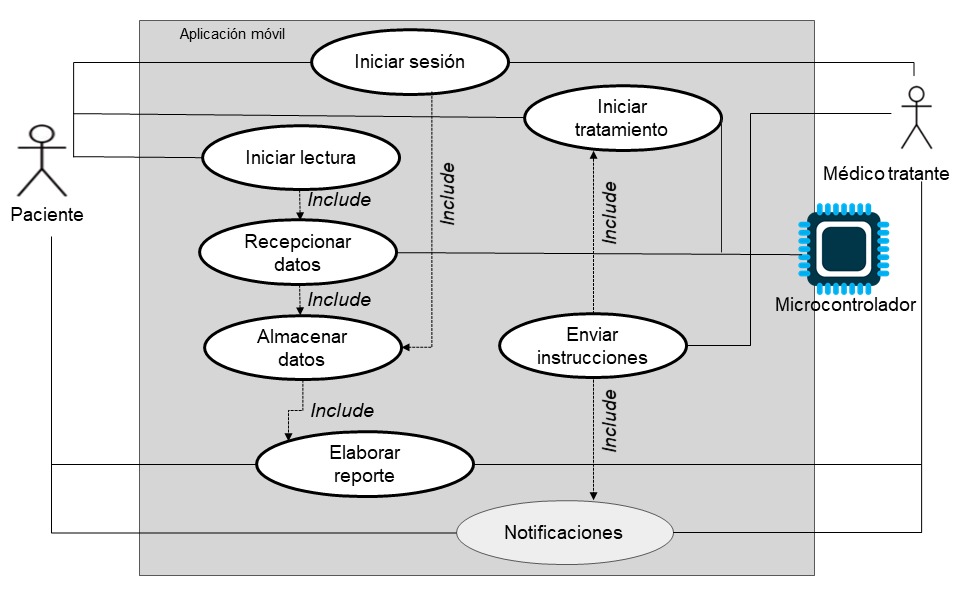 Aplicación móvil
Iniciar sesión
Iniciar
tratamiento
Iniciar lectura
Include
Include
Include
Médico tratante
Paciente
Recepcionar
datos
Include
Microcontrolador
Almacenar
datos
Enviar
instrucciones
Include
Include
Elaborar
reporte
Notificaciones